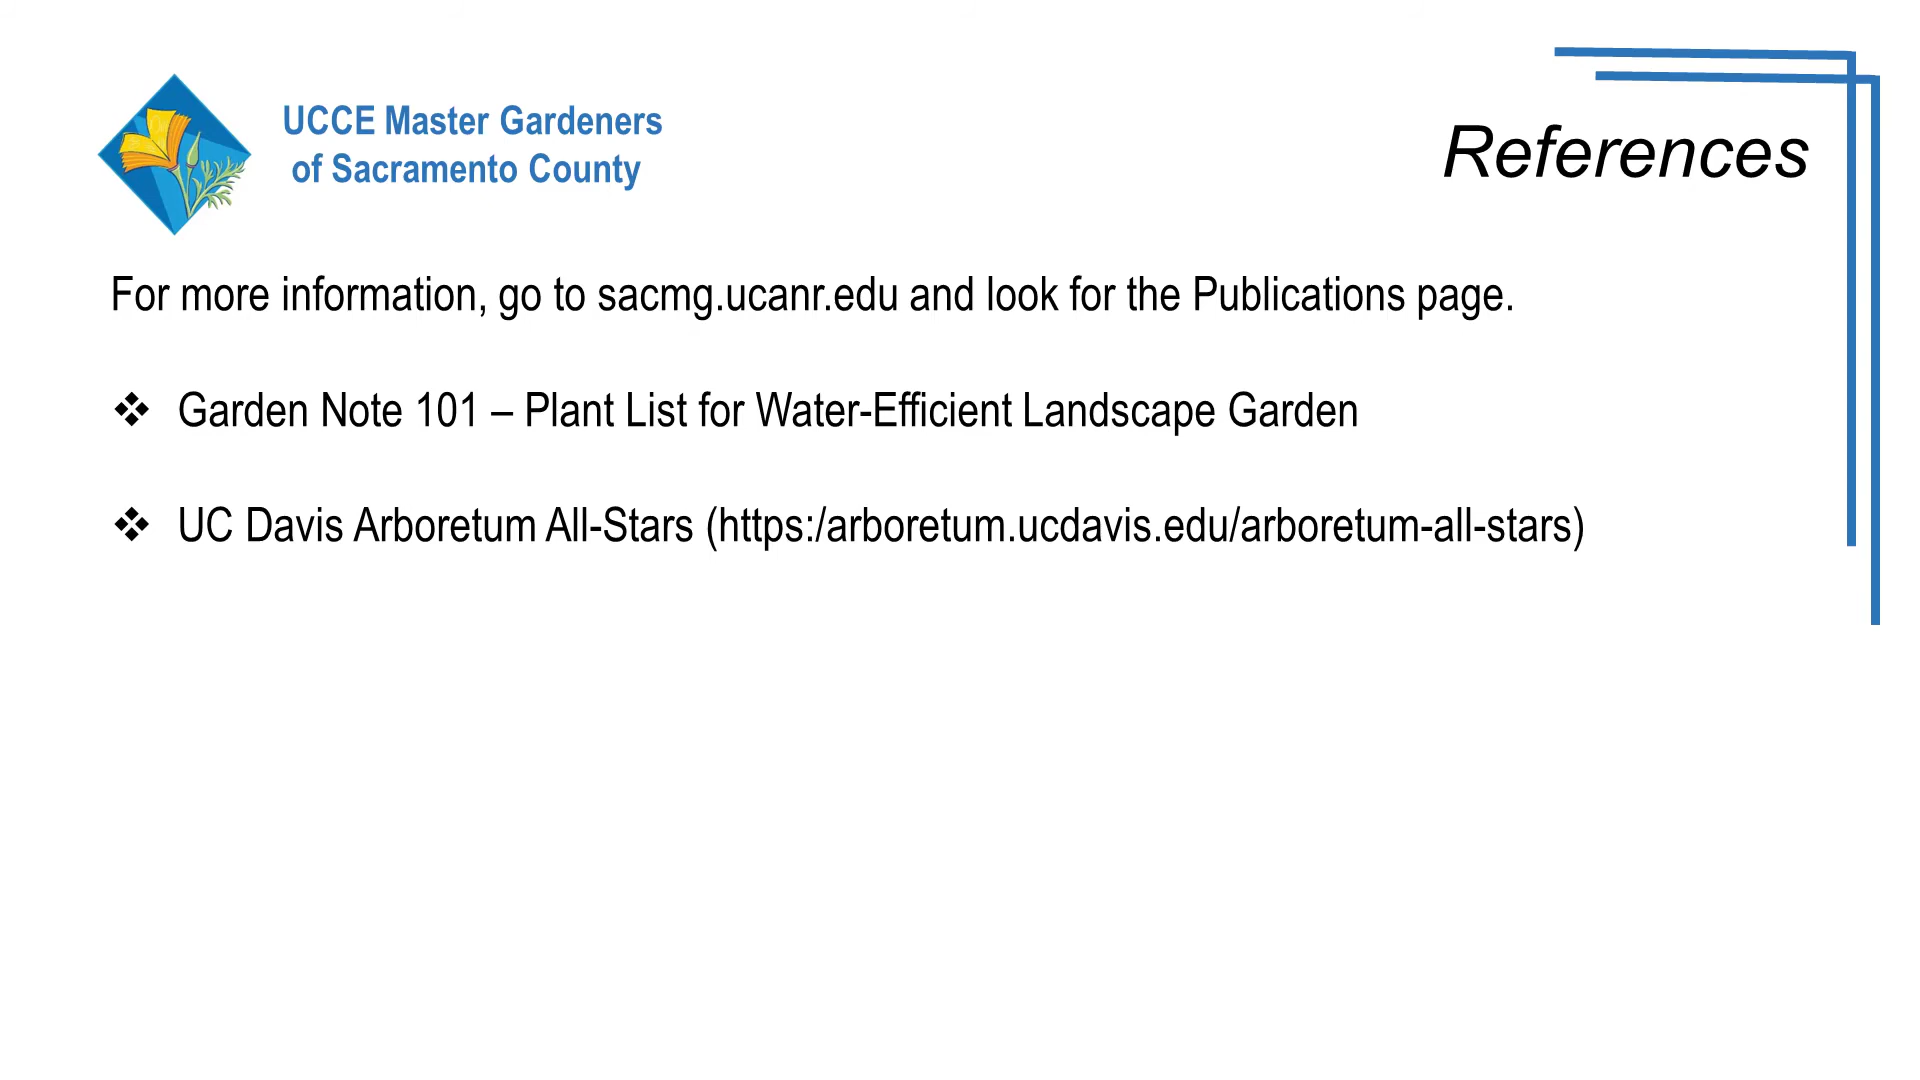 UCCE Master Gardeners
of Sacramento County
References
For more information, go to sacmg.ucanr.edu and look for the Publications page.
❖ Garden Note 101 – Plant List for Water-Efficient Landscape Garden
❖ UC Davis Arboretum All-Stars (https:/arboretum.ucdavis.edu/arboretum-all-stars)